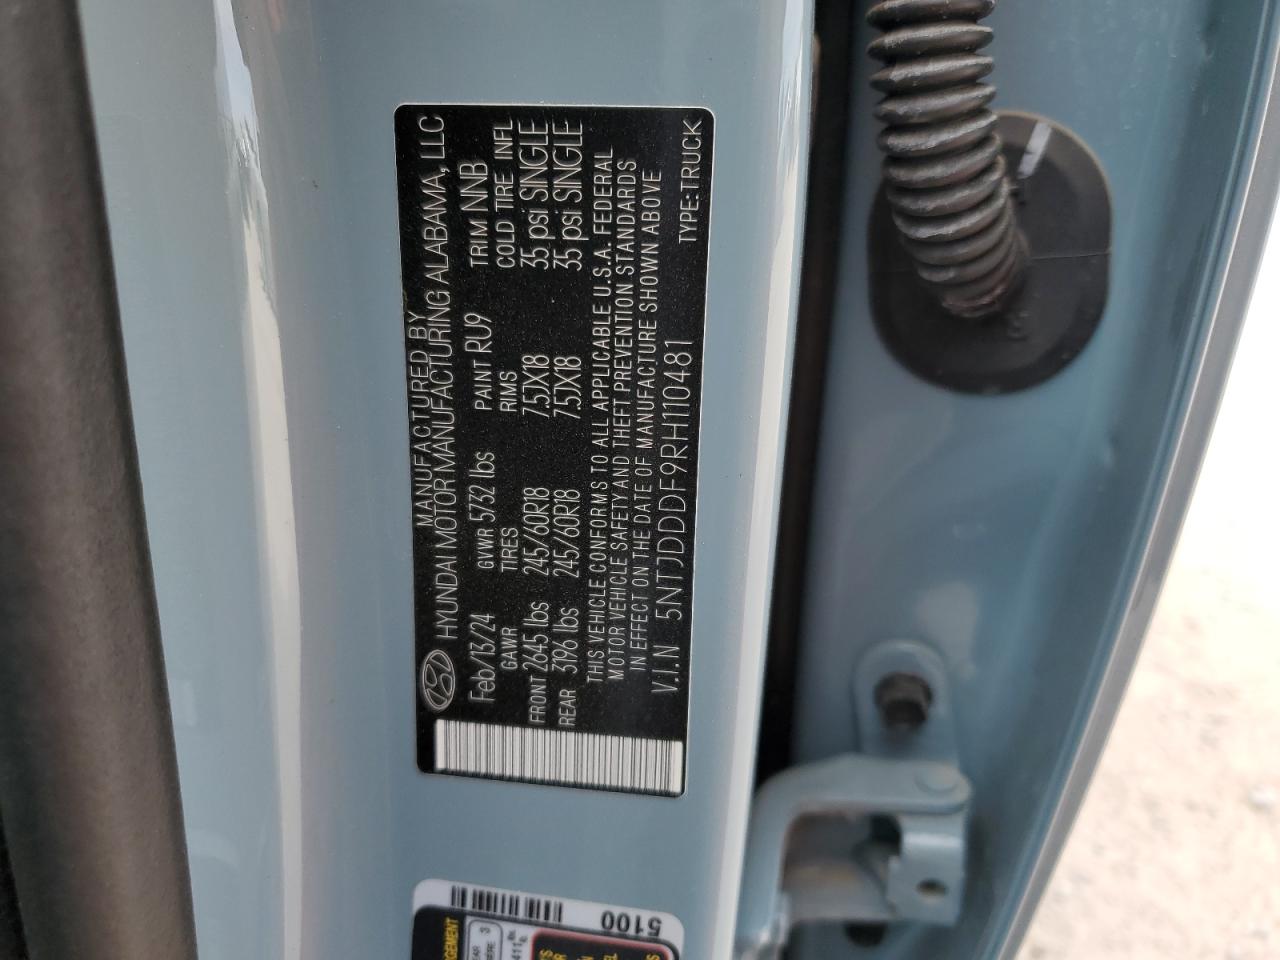 MANUFACTURED BY
HYUNDAI MOTOR MANUFACTURING ALABAMA, LLC
Feb/13/24 GVWR 5732 lbs PAINT RU9 TRIM NNB
GAWR TIRES RIMS COLD TIRE INFL
FRONT 2645 lbs 245/60R18 7.5JX18 35 psi SINGLE
REAR 3196 lbs 245/60R18 7.5JX18 35 psi SINGLE
THIS VEHICLE CONFORMS TO ALL APPLICABLE U.S.A. FEDERAL
MOTOR VEHICLE SAFETY AND THEFT PREVENTION STANDARDS
IN EFFECT ON THE DATE OF MANUFACTURE SHOWN ABOVE
V.I.N 5NTJDDDF9RH110481 TYPE:TRUCK
5100